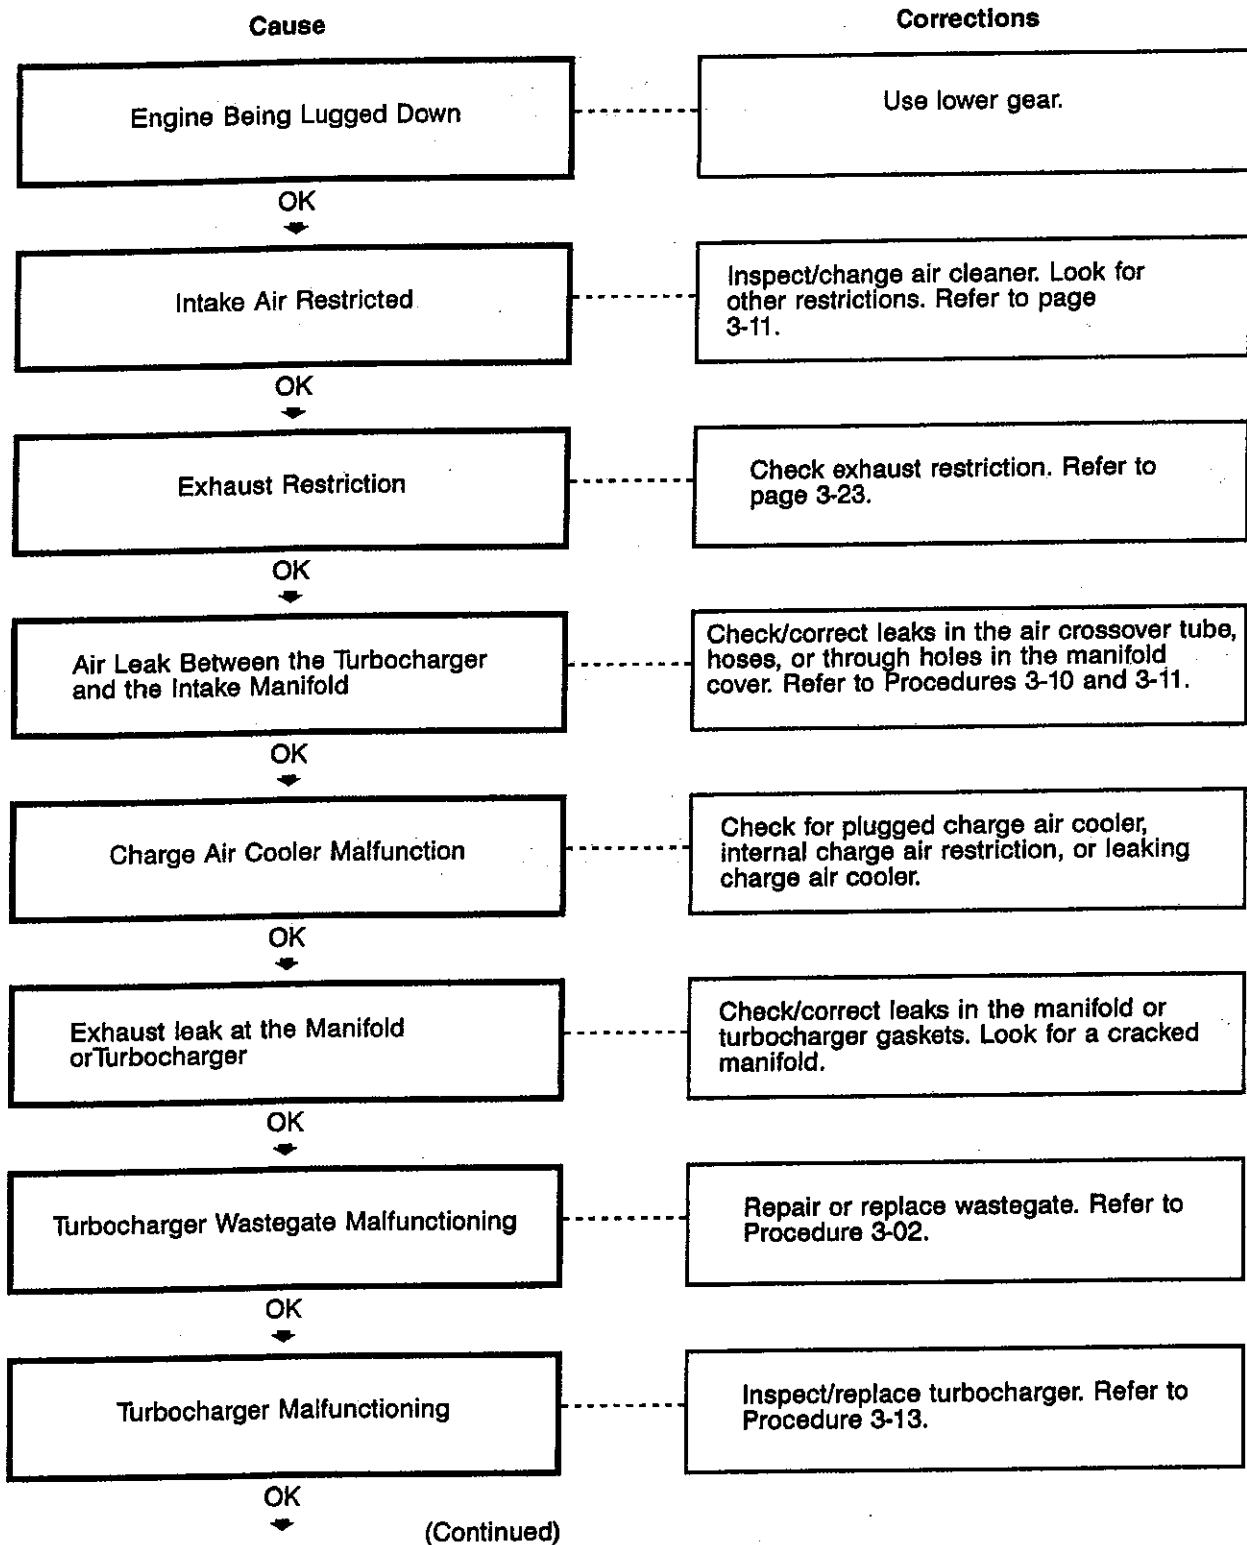 Cause
Corrections
Engine Being Lugged Down
Use lower gear.
OK
Intake Air Restricted
Inspect/change air cleaner. Look for
other restrictions. Refer to page
3-11.
OK
Exhaust Restriction
Check exhaust restriction. Refer to
page 3-23.
OK
Air Leak Between the Turbocharger
and the Intake Manifold
Check/correct leaks in the air crossover tube,
hoses, or through holes in the manifold
cover. Refer to Procedures 3-10 and 3-11.
OK
Charge Air Cooler Malfunction
Check for plugged charge air cooler,
internal charge air restriction, or leaking
charge air cooler.
OK
Exhaust leak at the Manifold
orTurbocharger
Check/correct leaks in the manifold or
turbocharger gaskets. Look for a cracked
manifold.
OK
Turbocharger Wastegate Malfunctioning
Repair or replace wastegate. Refer to
Procedure 3-02.
OK
Turbocharger Malfunctioning
Inspect/replace turbocharger. Refer to
Procedure 3-13.
OK
(Continued)